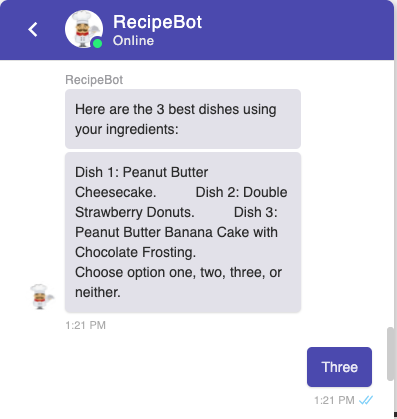 RecipeBot
Online
RecipeBot
Here are the 3 best dishes using
your ingredients:
Dish 1: Peanut Butter
Cheesecake. Dish 2: Double
Strawberry Donuts. Dish 3:
Peanut Butter Banana Cake with
Chocolate Frosting.
Choose option one, two, three, or
neither.
1:21 PM
Three
1:21 PM